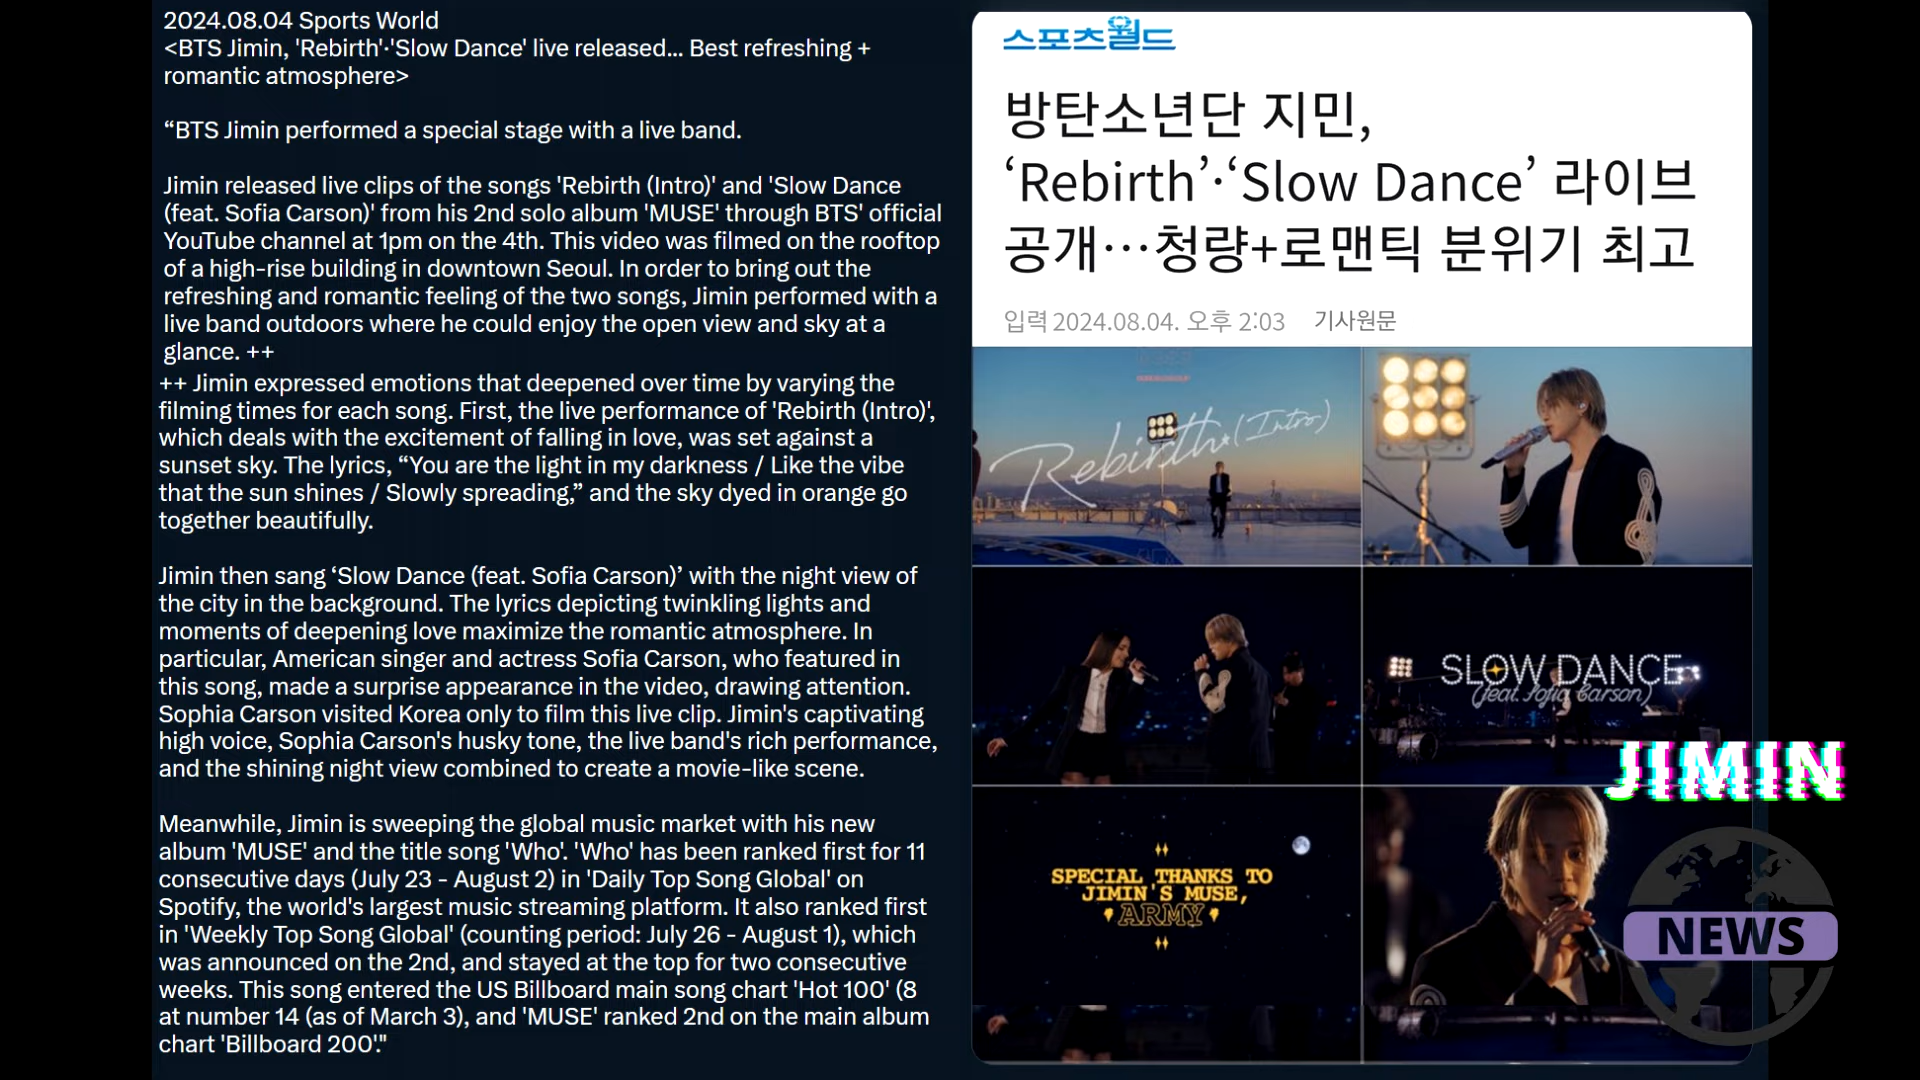 2024.08.04 Sports World
<BTS Jimin, 'Rebirth'·'Slow Dance' live released... Best refreshing +
romantic atmosphere>
“BTS Jimin performed a special stage with a live band.
Jimin released live clips of the songs 'Rebirth (Intro)' and 'Slow Dance
(feat. Sofia Carson)' from his 2nd solo album 'MUSE' through BTS' official
YouTube channel at 1pm on the 4th. This video was filmed on the rooftop
of a high-rise building in downtown Seoul. In order to bring out the
refreshing and romantic feeling of the two songs, Jimin performed with a
live band outdoors where he could enjoy the open view and sky at a
glance. ++
++ Jimin expressed emotions that deepened over time by varying the
filming times for each song. First, the live performance of 'Rebirth (Intro)',
which deals with the excitement of falling in love, was set against a
sunset sky. The lyrics, “You are the light in my darkness / Like the vibe
that the sun shines / Slowly spreading,” and the sky dyed in orange go
together beautifully.
Jimin then sang ‘Slow Dance (feat. Sofia Carson)’ with the night view of
the city in the background. The lyrics depicting twinkling lights and
moments of deepening love maximize the romantic atmosphere. In
particular, American singer and actress Sofia Carson, who featured in
this song, made a surprise appearance in the video, drawing attention.
Sophia Carson visited Korea only to film this live clip. Jimin's captivating
high voice, Sophia Carson's husky tone, the live band's rich performance,
and the shining night view combined to create a movie-like scene.
Meanwhile, Jimin is sweeping the global music market with his new
album 'MUSE' and the title song 'Who'. 'Who' has been ranked first for 11
consecutive days (July 23 - August 2) in 'Daily Top Song Global' on
Spotify, the world's largest music streaming platform. It also ranked first
in 'Weekly Top Song Global' (counting period: July 26 - August 1), which
was announced on the 2nd, and stayed at the top for two consecutive
weeks. This song entered the US Billboard main song chart 'Hot 100' (8
at number 14 (as of March 3), and 'MUSE' ranked 2nd on the main album
chart 'Billboard 200'."
스포츠월드
방탄소년단 지민,
‘Rebirth’·‘Slow Dance’ 라이브
공개…청량+로맨틱 분위기 최고
입력 2024.08.04. 오후 2:03 기사원문
Rebirth (Intro)
SLOW DANCE
(feat. Sofia Carson)
SPECIAL THANKS TO
JIMIN'S MUSE,
ARMY
JIMIN
NEWS